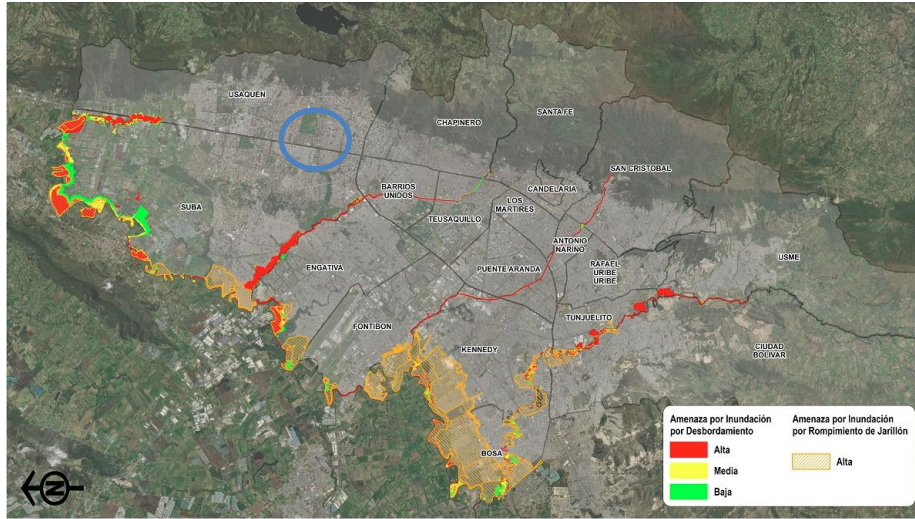 USAQUEN
SANTA FE
CHAPINERO
SAN CRISTOBAL
BARRIOS
UNIDOS
CANDELARIA
LOS
MARTIRES
SUBA
TEUSAQUILLO
ANTONIO
NARIÑO
USME
ENGATIVA
PUENTE ARANDA
RAFAEL
URIBE
URIBE
FONTIBON
TUNJUELITO
KENNEDY
CIUDAD
BOLIVAR
BOSA
Amenaza por Inundación
por Desbordamiento
Alta
Media
Baja
Amenaza por Inundación
por Rompimiento de Jarillón
Alta
N